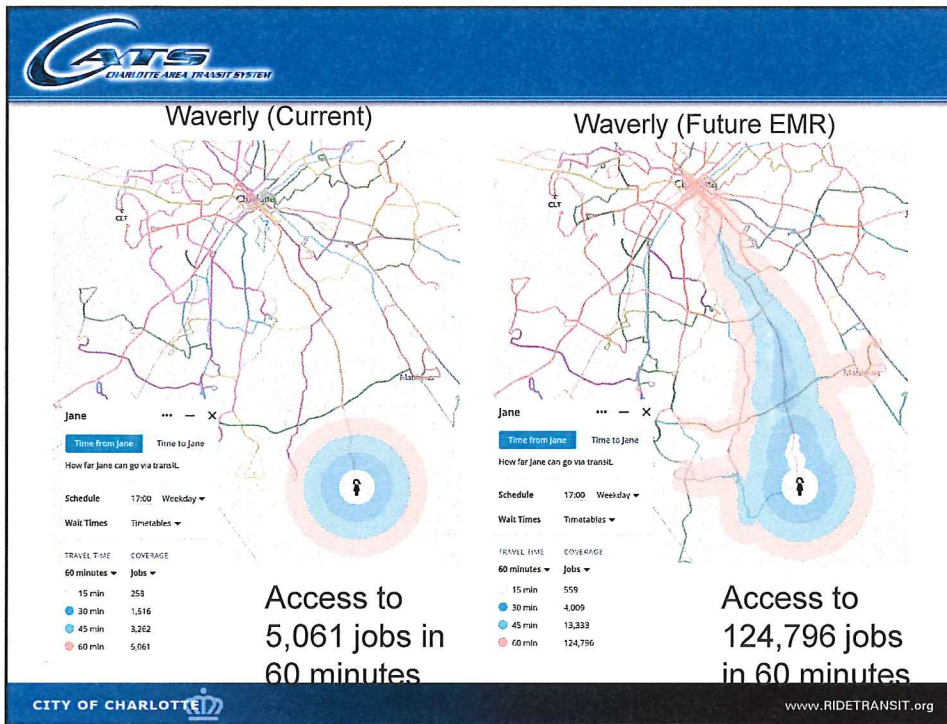 CATS
CHARLOTTE AREA TRANSIT SYSTEM
Waverly (Current)
Charlotte
CLT
Matthews
Jane
Time from Jane Time to Jane
How far Jane can go via transit.
Schedule 17:00 Weekday
Wait Times Timetables
TRAVEL TIME COVERAGE
60 minutes Jobs
15 min 253
30 min 1,516
45 min 3,262
60 min 5,061
Access to
5,061 jobs in
60 minutes
Waverly (Future EMR)
Charlotte
CLT
Matthews
Jane
Time from Jane Time to Jane
How far Jane can go via transit.
Schedule 17:00 Weekday
Wait Times Timetables
TRAVEL TIME COVERAGE
60 minutes Jobs
15 min 559
30 min 4,009
45 min 13,333
60 min 124,796
Access to
124,796 jobs
in 60 minutes
CITY OF CHARLOTTE
www.RIDETRANSIT.org